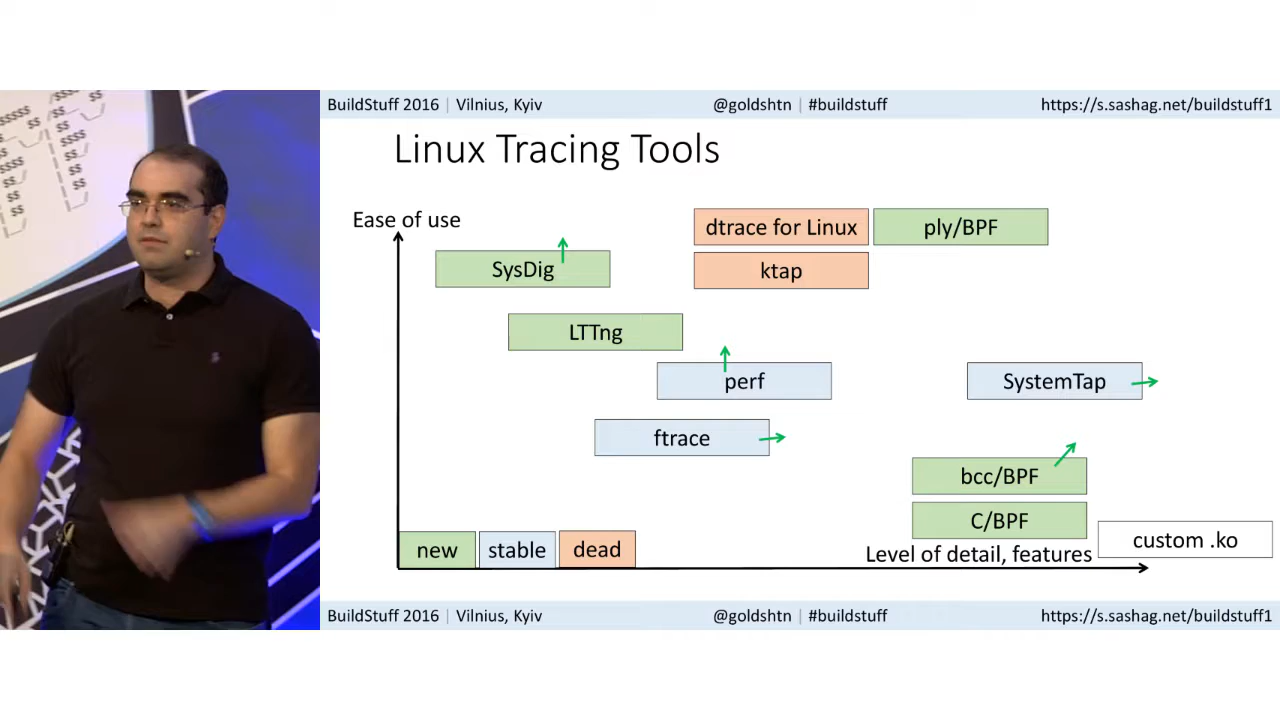 BuildStuff 2016 | Vilnius, Kyiv @goldshtn | #buildstuff https://s.sashag.net/buildstuff1
Linux Tracing Tools
Ease of use
dtrace for Linux ply/BPF
SysDig ktap
LTTng
perf SystemTap
ftrace
bcc/BPF
C/BPF
custom .ko
new stable dead
Level of detail, features
BuildStuff 2016 | Vilnius, Kyiv @goldshtn | #buildstuff https://s.sashag.net/buildstuff1